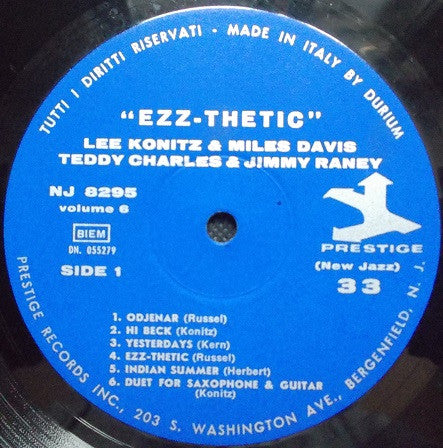 TUTTI I DIRITTI RISERVATI - MADE IN ITALY BY DURIUM
"EZZ-THETIC"
LEE KONITZ & MILES DAVIS
TEDDY CHARLES & JIMMY RANEY
NJ 8295
volume 6
BIEM
DN. 055279
SIDE 1
PRESTIGE
(New Jazz)
33
1. ODJENAR (Russel)
2. HI BECK (Konitz)
3. YESTERDAYS (Kern)
4. EZZ-THETIC (Russel)
5. INDIAN SUMMER (Herbert)
6. DUET FOR SAXOPHONE & GUITAR
(Konitz)
PRESTIGE RECORDS INC., 203 S. WASHINGTON AVE., BERGENFIELD, N. J.